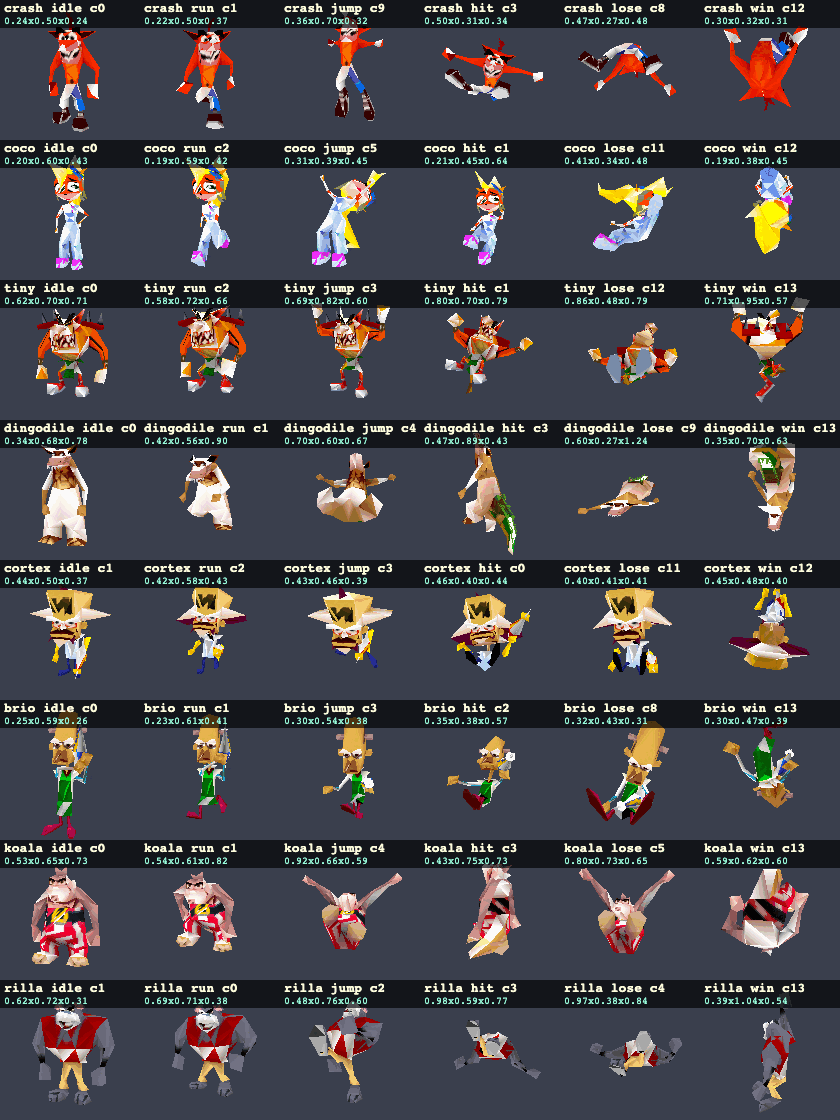 crash idle c0 crash run c1 crash jump c9 crash hit c3 crash lose c8 crash win c12
0.24x0.50x0.24 0.22x0.50x0.37 0.36x0.70x0.32 0.50x0.31x0.34 0.47x0.27x0.48 0.30x0.32x0.31
coco idle c0 coco run c2 coco jump c5 coco hit c1 coco lose c11 coco win c12
0.20x0.60x0.43 0.19x0.59x0.42 0.31x0.39x0.45 0.21x0.45x0.64 0.41x0.34x0.48 0.19x0.38x0.45
tiny idle c0 tiny run c2 tiny jump c3 tiny hit c1 tiny lose c12 tiny win c13
0.62x0.70x0.71 0.58x0.72x0.66 0.69x0.82x0.60 0.80x0.70x0.79 0.86x0.48x0.79 0.71x0.95x0.57
dingodile idle c0 dingodile run c1 dingodile jump c4 dingodile hit c3 dingodile lose c9 dingodile win c13
0.34x0.68x0.78 0.42x0.56x0.90 0.70x0.60x0.67 0.47x0.89x0.43 0.60x0.27x1.24 0.35x0.70x0.63
cortex idle c1 cortex run c2 cortex jump c3 cortex hit c0 cortex lose c11 cortex win c12
0.44x0.50x0.37 0.42x0.58x0.43 0.43x0.46x0.39 0.46x0.40x0.44 0.40x0.41x0.41 0.45x0.48x0.40
brio idle c0 brio run c1 brio jump c3 brio hit c2 brio lose c8 brio win c13
0.25x0.59x0.26 0.23x0.61x0.41 0.30x0.54x0.38 0.35x0.38x0.57 0.32x0.43x0.31 0.30x0.47x0.39
koala idle c0 koala run c1 koala jump c4 koala hit c3 koala lose c5 koala win c13
0.53x0.65x0.73 0.54x0.61x0.82 0.92x0.66x0.59 0.43x0.75x0.73 0.80x0.73x0.65 0.59x0.62x0.60
rilla idle c1 rilla run c0 rilla jump c2 rilla hit c3 rilla lose c4 rilla win c13
0.62x0.72x0.31 0.69x0.71x0.38 0.48x0.76x0.60 0.98x0.59x0.77 0.97x0.38x0.84 0.39x1.04x0.54